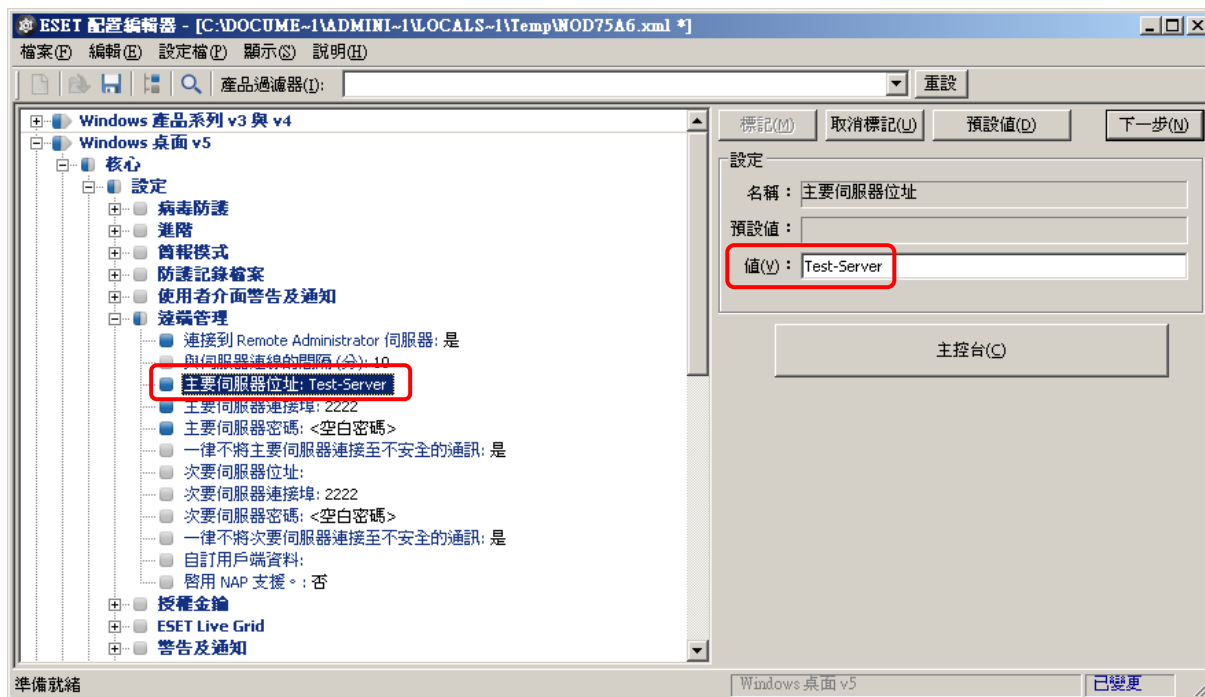 ESET 配置編輯器 - [C:\DOCUME~1\ADMINI~1\LOCALS~1\Temp\NOD75A6.xml *]
檔案(F) 編輯(E) 設定檔(P) 顯示(S) 說明(H)
產品過濾器(I): 重設
Windows 產品系列 v3 與 v4
Windows 桌面 v5
核心
設定
病毒防護
進階
簡報模式
防護記錄檔案
使用者介面警告及通知
遠端管理
連接到 Remote Administrator 伺服器: 是
與伺服器連線的間隔 (分): 10
主要伺服器位址: Test-Server
主要伺服器連接埠: 2222
主要伺服器密碼: <空白密碼>
一律不將主要伺服器連接至不安全的通訊: 是
次要伺服器位址:
次要伺服器連接埠: 2222
次要伺服器密碼: <空白密碼>
一律不將次要伺服器連接至不安全的通訊: 是
自訂用戶端資料:
啓用 NAP 支援。: 否
授權金鑰
ESET Live Grid
警告及通知
標記(M) 取消標記(U) 預設值(D) 下一步(N)
設定
名稱： 主要伺服器位址
預設值：
值(V)： Test-Server
主控台(C)
準備就緒 Windows 桌面 v5 已變更